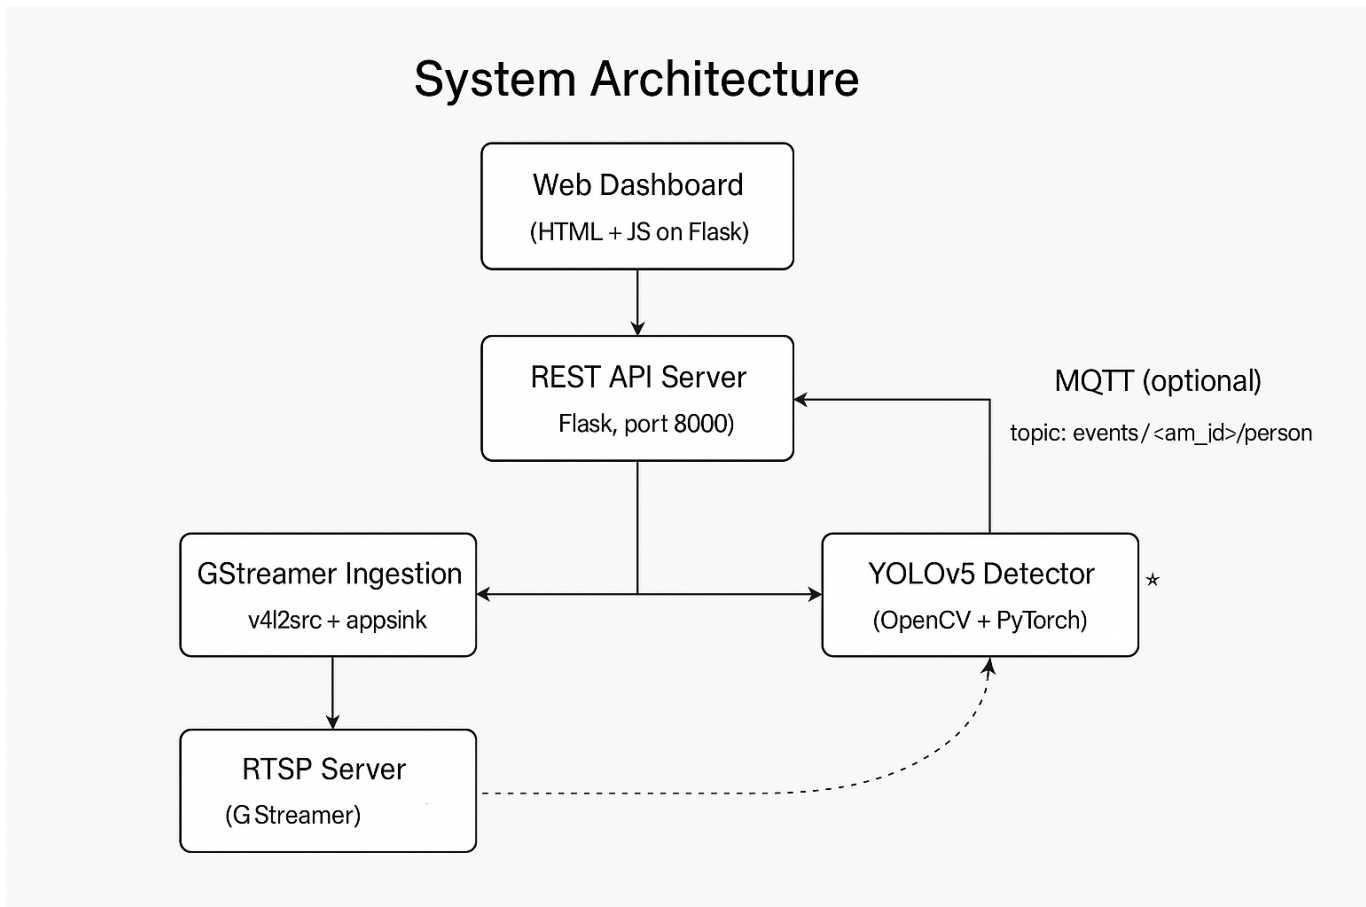 System Architecture
Web Dashboard
(HTML + JS on Flask)
REST API Server
Flask, port 8000)
MQTT (optional)
topic: events/<am_id>/person
GStreamer Ingestion
v4l2src + appsink
YOLOv5 Detector
(OpenCV + PyTorch)
*
RTSP Server
(G Streamer)